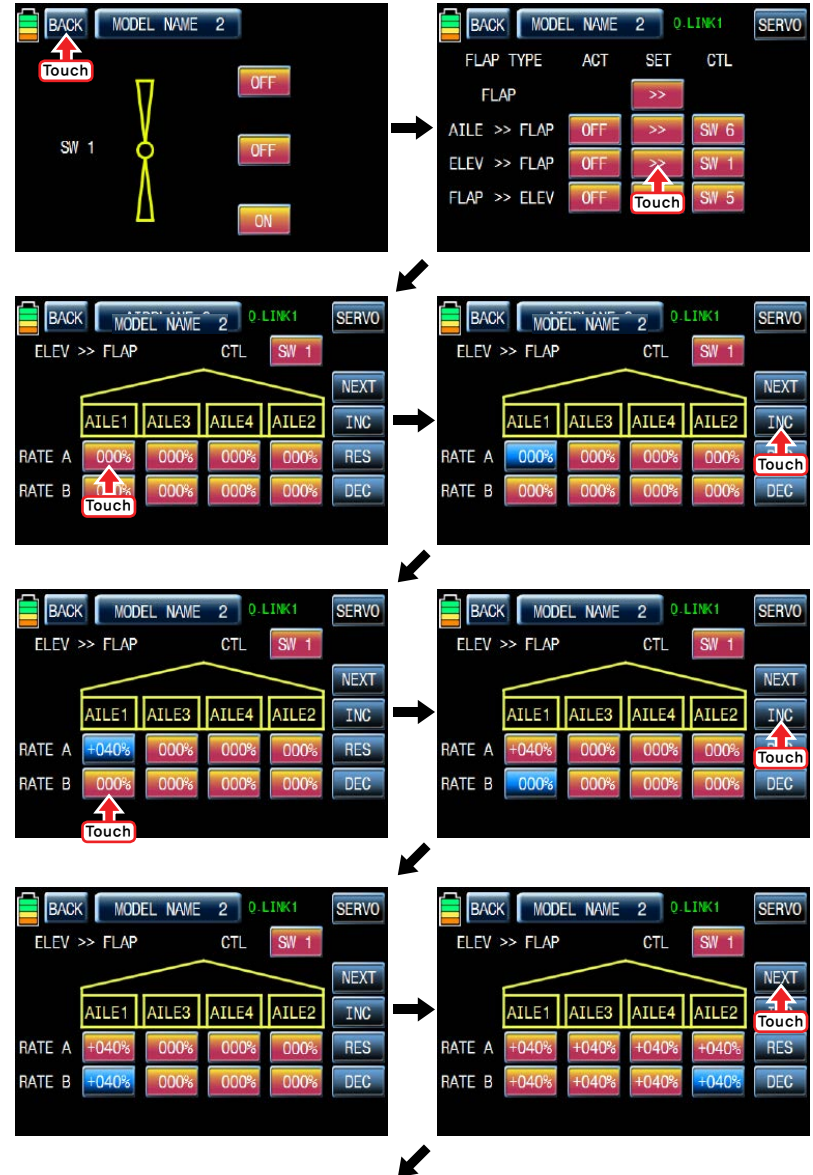 BACK MODEL NAME 2
Touch
OFF
SW 1 OFF
ON
BACK MODEL NAME 2 Q-LINK1 SERVO
FLAP TYPE ACT SET CTL
FLAP >>
AILE >> FLAP OFF >> SW 6
ELEV >> FLAP OFF >> SW 1
FLAP >> ELEV OFF SW 5
Touch
BACK MODEL NAME 2 Q-LINK1 SERVO
ELEV >> FLAP CTL SW 1
NEXT
AILE1 AILE3 AILE4 AILE2 INC
RATE A 000% 000% 000% 000% RES
RATE B 000% 000% 000% DEC
Touch
BACK MODEL NAME 2 Q-LINK1 SERVO
ELEV >> FLAP CTL SW 1
NEXT
AILE1 AILE3 AILE4 AILE2 INC
RATE A 000% 000% 000% 000%
Touch
RATE B 000% 000% 000% 000% DEC
BACK MODEL NAME 2 Q-LINK1 SERVO
ELEV >> FLAP CTL SW 1
NEXT
AILE1 AILE3 AILE4 AILE2 INC
RATE A +040% 000% 000% 000% RES
RATE B 000% 000% 000% 000% DEC
Touch
BACK MODEL NAME 2 Q-LINK1 SERVO
ELEV >> FLAP CTL SW 1
NEXT
AILE1 AILE3 AILE4 AILE2 INC
RATE A +040% 000% 000% 000%
Touch
RATE B 000% 000% 000% 000% DEC
BACK MODEL NAME 2 Q-LINK1 SERVO
ELEV >> FLAP CTL SW 1
NEXT
AILE1 AILE3 AILE4 AILE2 INC
RATE A +040% 000% 000% 000% RES
RATE B +040% 000% 000% 000% DEC
BACK MODEL NAME 2 Q-LINK1 SERVO
ELEV >> FLAP CTL SW 1
NEXT
AILE1 AILE3 AILE4 AILE2
Touch
RATE A +040% +040% +040% +040% RES
RATE B +040% +040% +040% +040% DEC